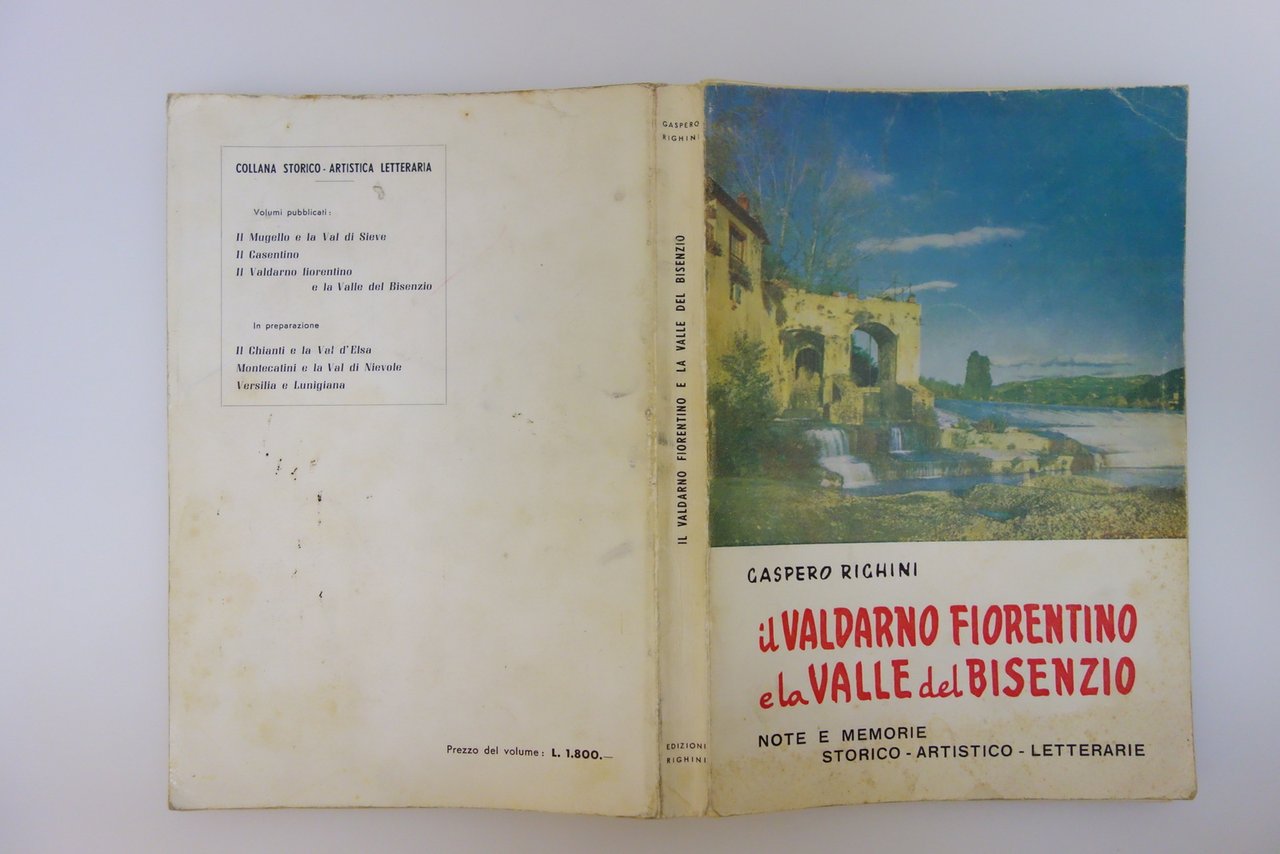 COLLANA STORICO - ARTISTICA LETTERARIA
Volumi pubblicati:
Il Mugello e la Val di Sieve
Il Casentino
Il Valdarno fiorentino
e la Valle del Bisenzio
In preparazione
Il Chianti e la Val d'Elsa
Montecatini e la Val di Nievole
Versilia e Lunigiana
Prezzo del volume: L. 1.800.—
GASPERO
RIGHINI
IL VALDARNO FIORENTINO E LA VALLE DEL BISENZIO
EDIZIONI
RIGHINI
GASPERO RIGHINI
il VALDARNO FIORENTINO
e la VALLE del BISENZIO
NOTE E MEMORIE
STORICO - ARTISTICO - LETTERARIE